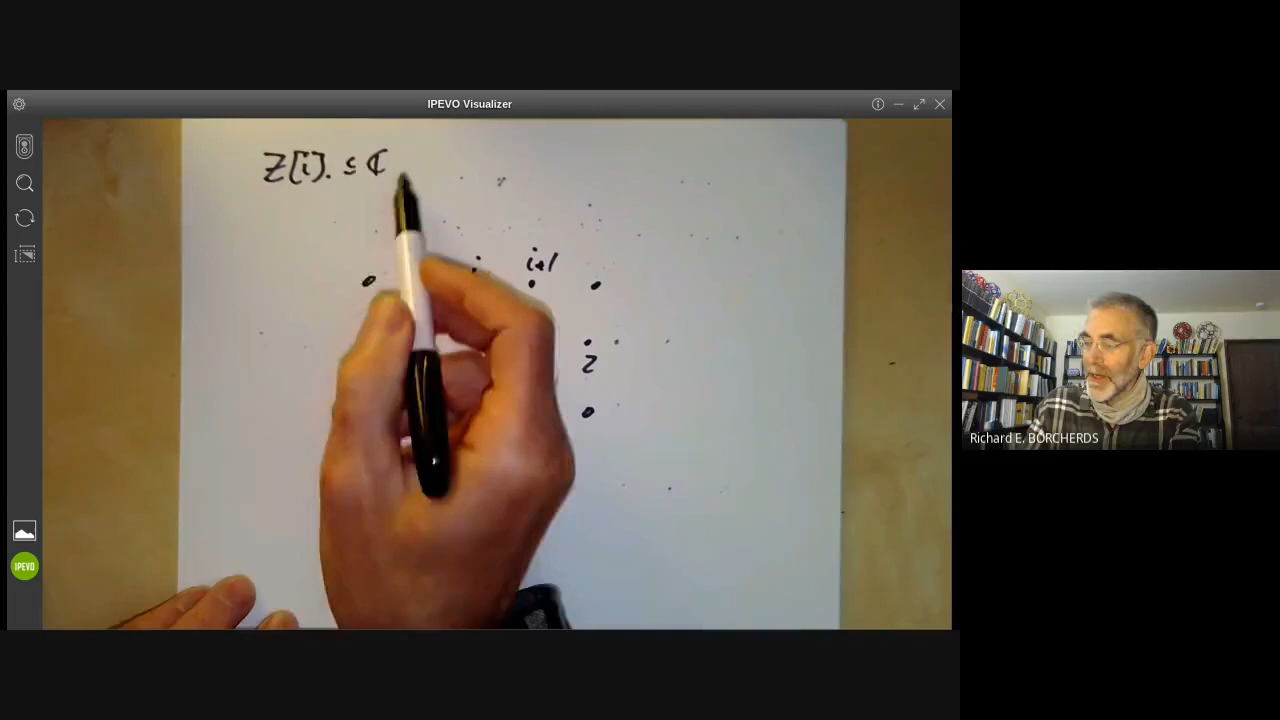 IPEVO Visualizer
Z[i]. ⊆ ℂ
i
i+1
2
IPEVO
Richard E. BORCHERDS